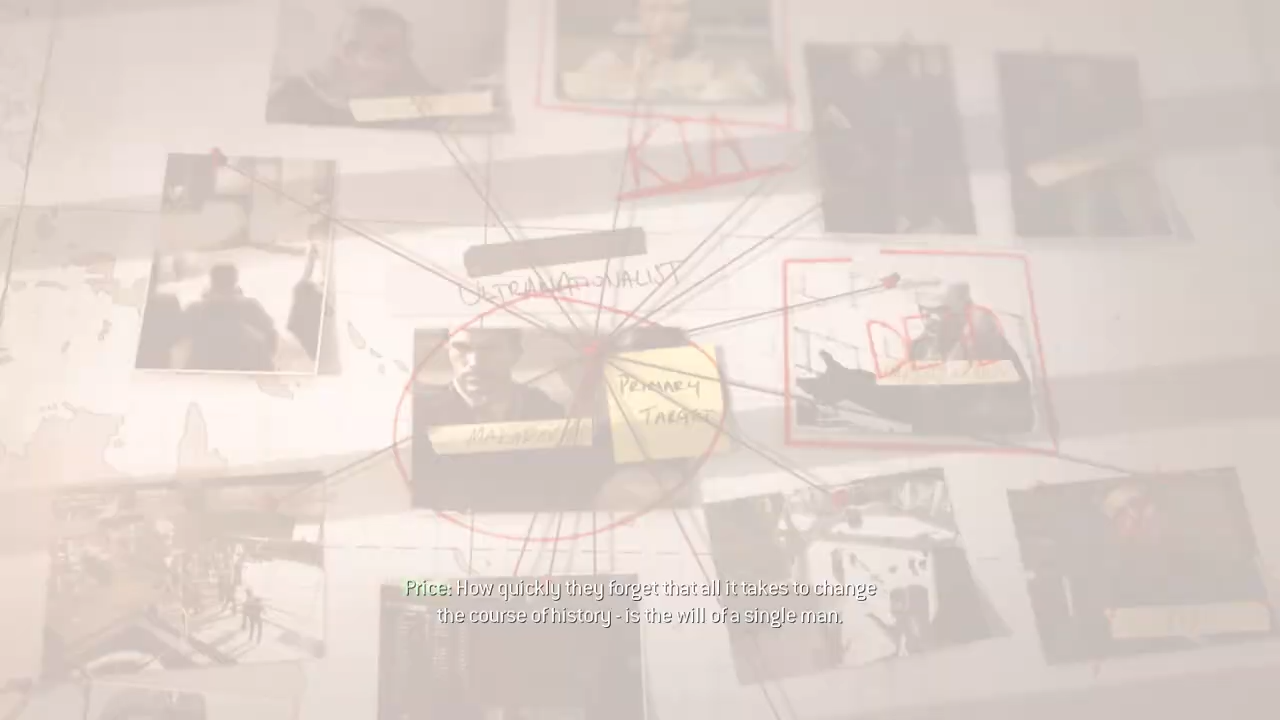 KIA
ULTRANATIONALIST
DEAD
PRIMARY
TARGET
MAKAROV
Price: How quickly they forget that all it takes to change
the course of history - is the will of a single man.